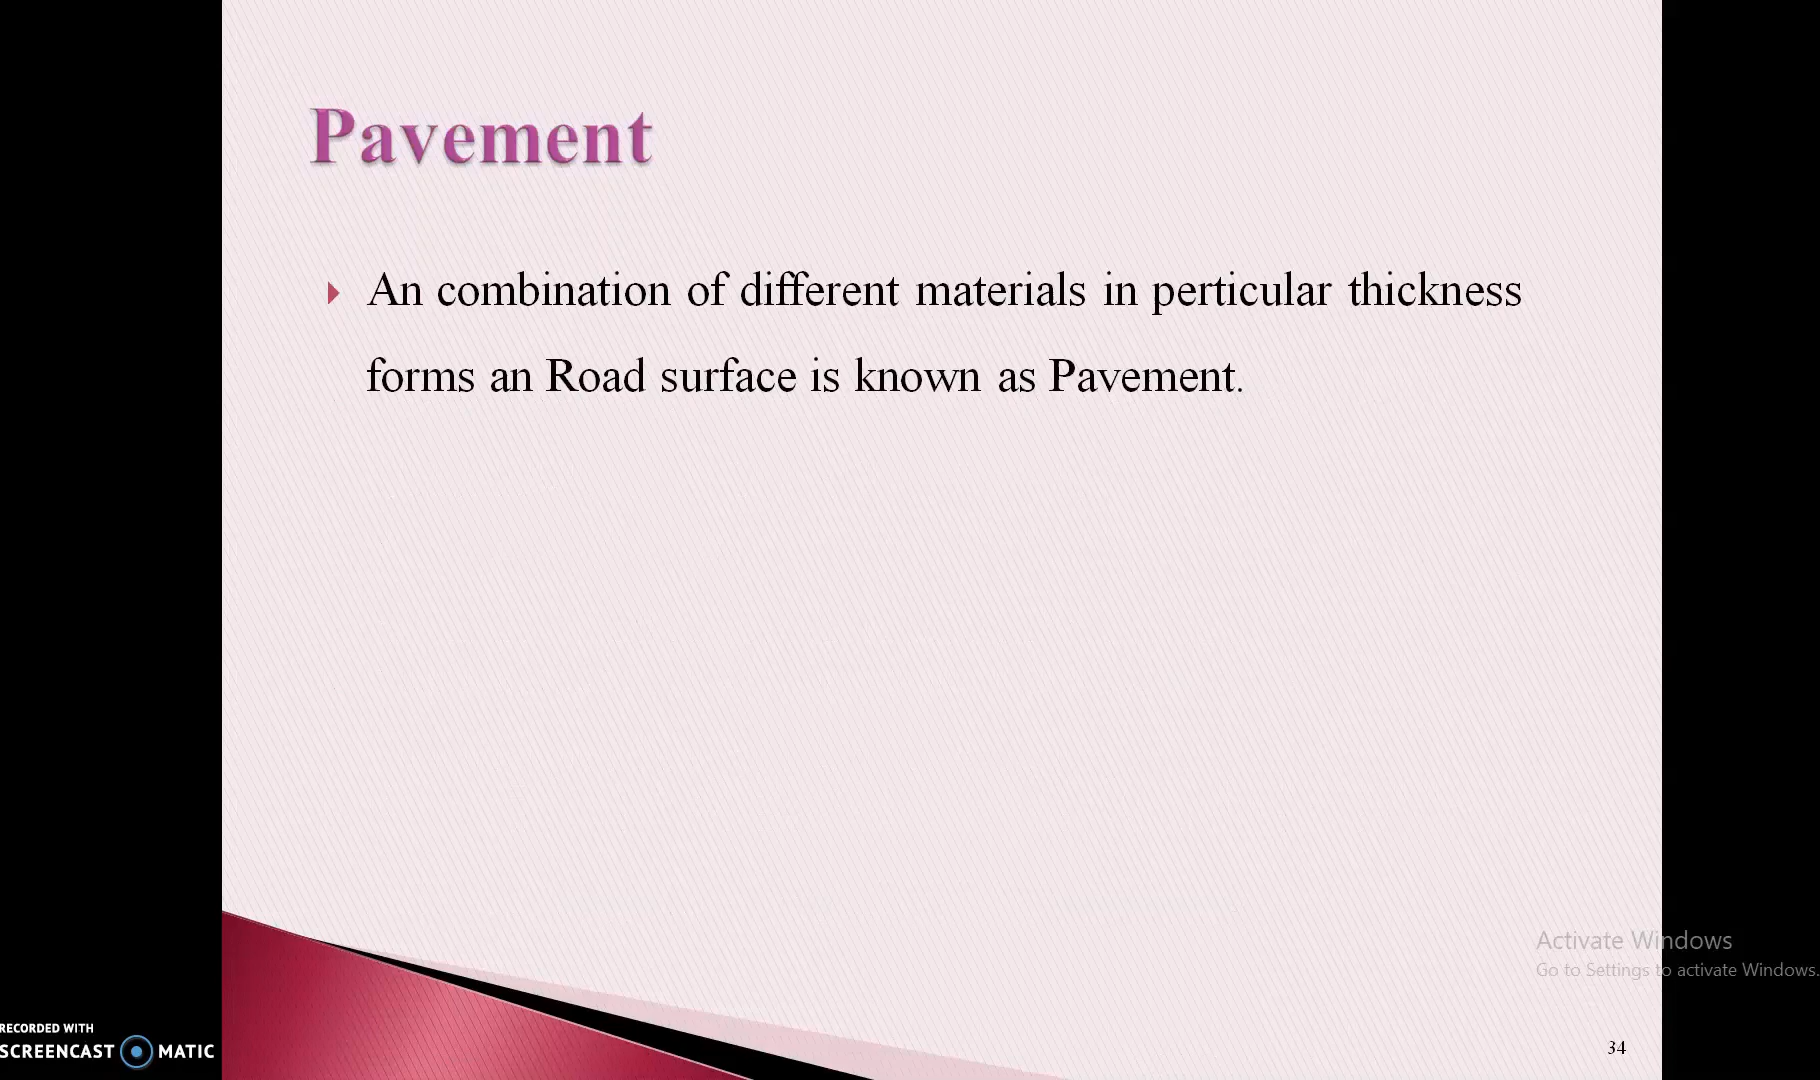 Pavement
An combination of different materials in perticular thickness
forms an Road surface is known as Pavement.
Activate Windows
Go to Settings to activate Windows.
RECORDED WITH
SCREENCAST MATIC
34